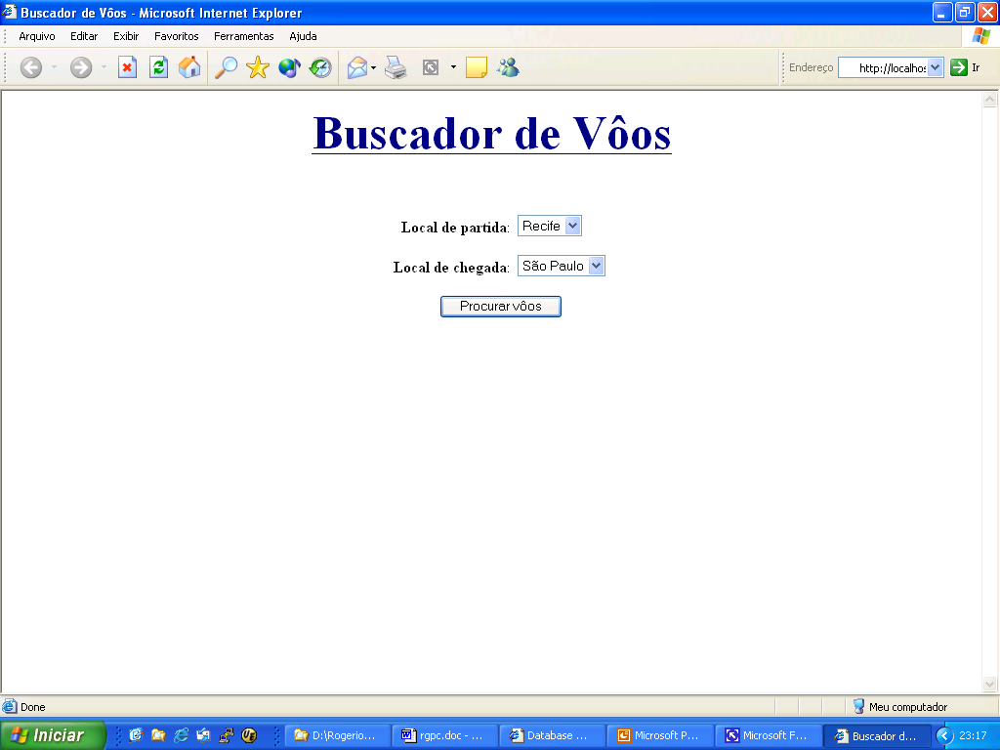 Buscador de Vôos - Microsoft Internet Explorer
Arquivo Editar Exibir Favoritos Ferramentas Ajuda
Endereço http://localhos Ir
Buscador de Vôos
Local de partida: Recife
Local de chegada: São Paulo
Procurar vôos
Done Meu computador
Iniciar D:\Rogerio... rgpc.doc - ... Database ... Microsoft P... Microsoft F... Buscador d... 23:17